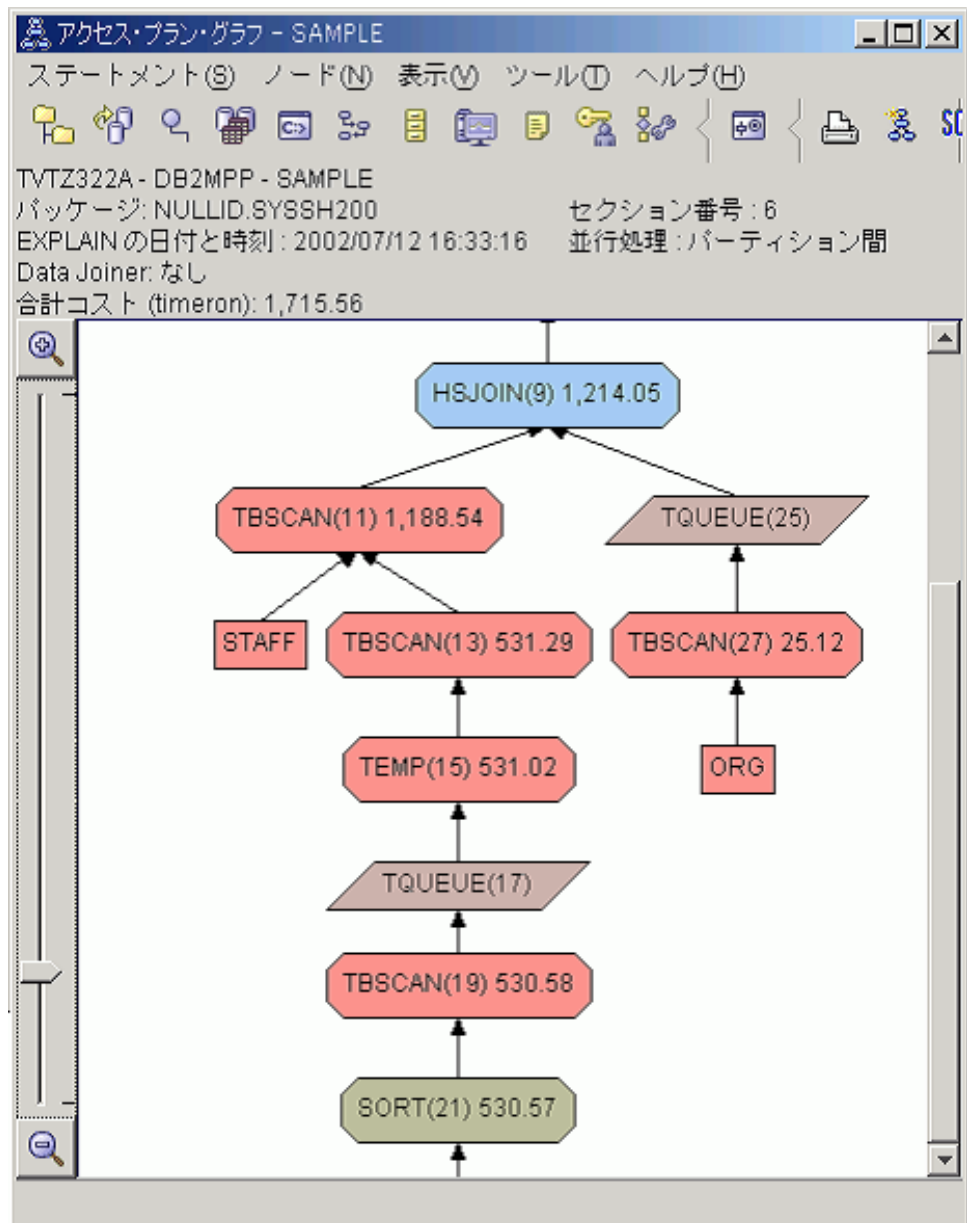 アクセス・プラン・グラフ - SAMPLE
ステートメント(S) ノード(N) 表示(V) ツール(T) ヘルプ(H)
TVTZ322A - DB2MPP - SAMPLE
パッケージ: NULLID.SYSSH200 セクション番号 : 6
EXPLAIN の日付と時刻 : 2002/07/12 16:33:16 並行処理 : パーティション間
Data Joiner: なし
合計コスト (timeron): 1,715.56
HSJOIN(9) 1,214.05
TBSCAN(11) 1,188.54
TQUEUE(25)
STAFF
TBSCAN(13) 531.29
TBSCAN(27) 25.12
TEMP(15) 531.02
ORG
TQUEUE(17)
TBSCAN(19) 530.58
SORT(21) 530.57